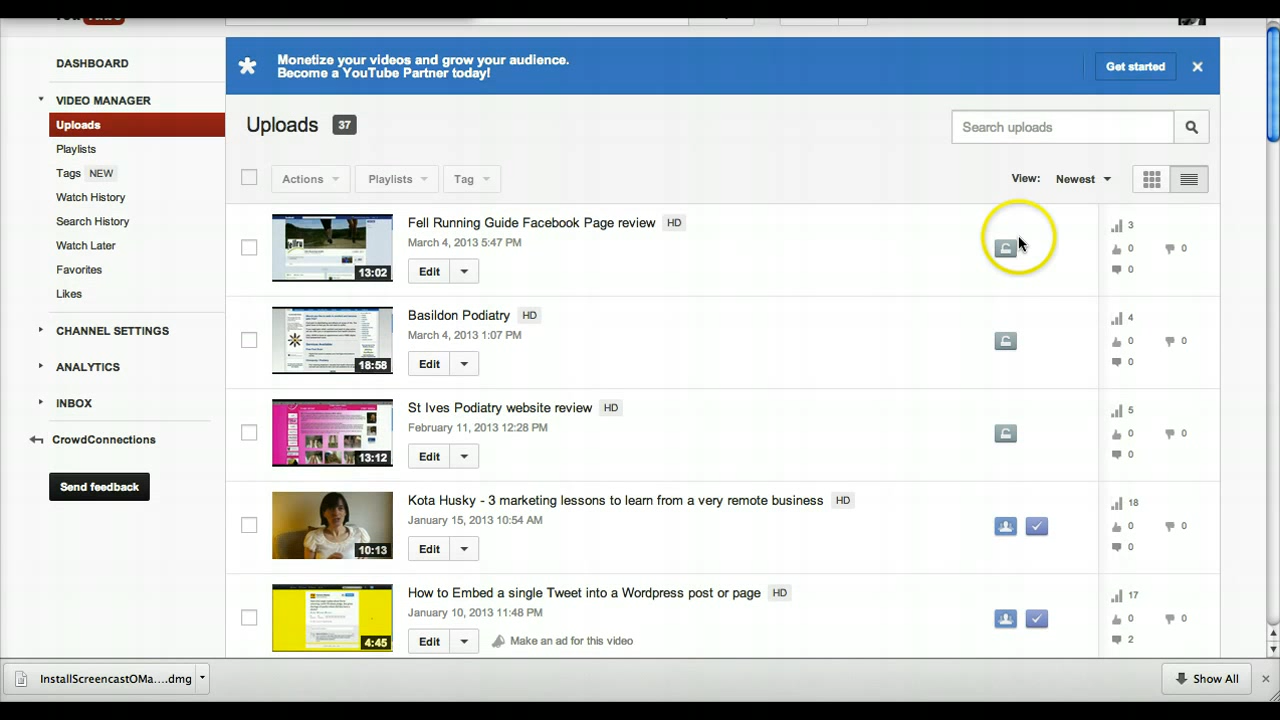 YouTube
DASHBOARD
VIDEO MANAGER
Uploads
Playlists
Tags NEW
Watch History
Search History
Watch Later
Favorites
Likes
CHANNEL SETTINGS
ANALYTICS
INBOX
CrowdConnections
Send feedback
Monetize your videos and grow your audience.
Become a YouTube Partner today!
Get started
Uploads 37
Search uploads
Actions Playlists Tag View: Newest
Fell Running Guide Facebook Page review HD
March 4, 2013 5:47 PM
Edit
13:02
3
0 0
0
Basildon Podiatry HD
March 4, 2013 1:07 PM
Edit
18:58
4
0 0
0
St Ives Podiatry website review HD
February 11, 2013 12:28 PM
Edit
13:12
5
0 0
0
Kota Husky - 3 marketing lessons to learn from a very remote business HD
January 15, 2013 10:54 AM
Edit
10:13
18
0 0
0
How to Embed a single Tweet into a Wordpress post or page HD
January 10, 2013 11:48 PM
Edit Make an ad for this video
4:45
17
0 0
2
InstallScreencastOMa....dmg
Show All